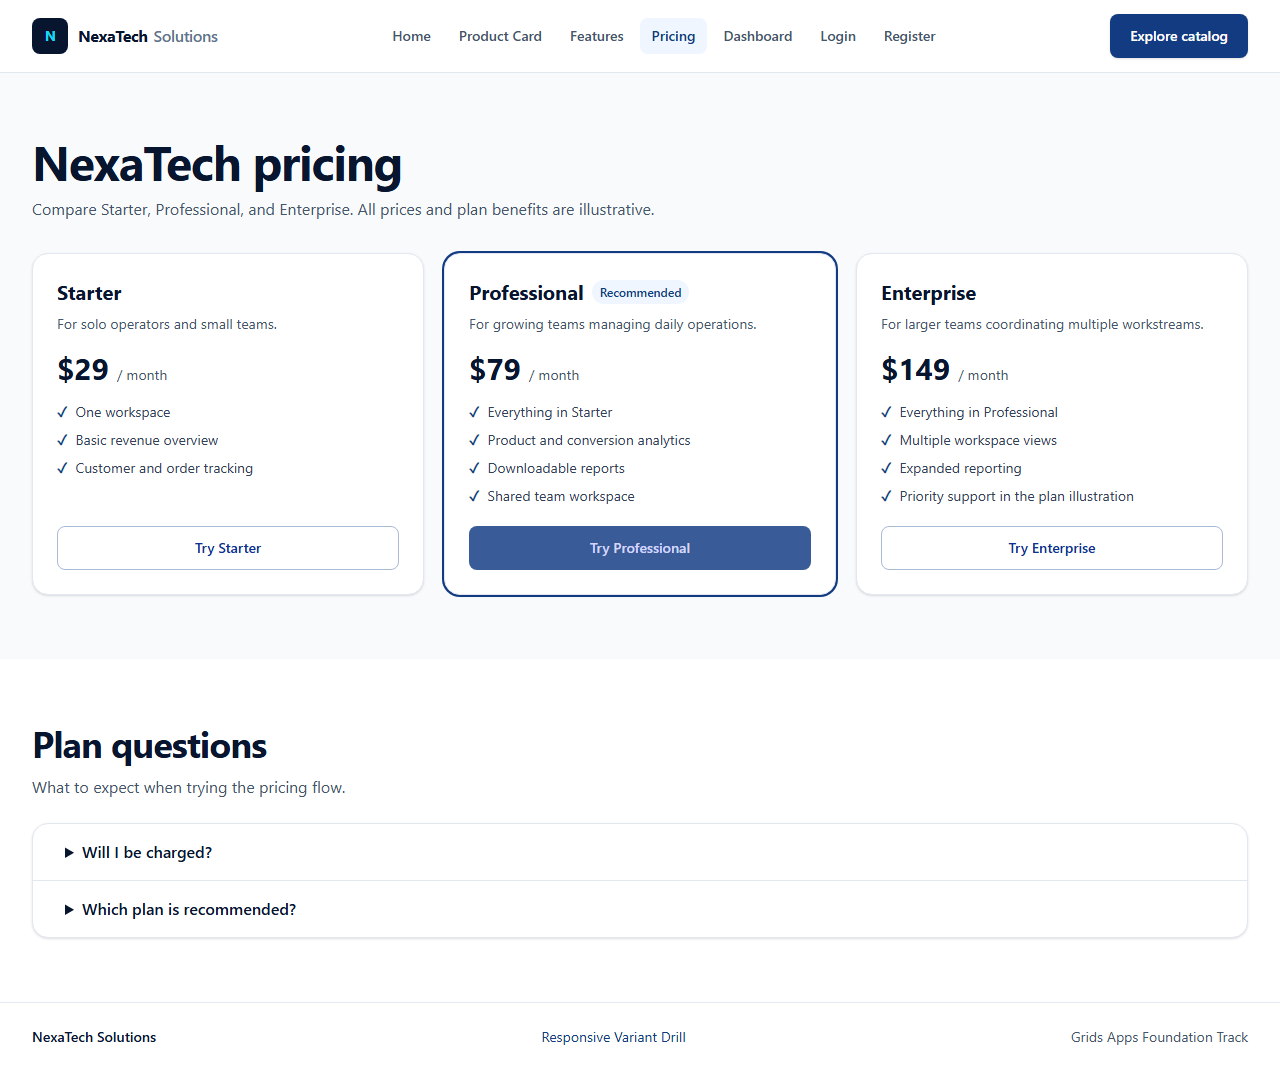 N NexaTech Solutions Home Product Card Features Pricing Dashboard Login Register Explore catalog
NexaTech pricing
Compare Starter, Professional, and Enterprise. All prices and plan benefits are illustrative.
Starter
For solo operators and small teams.
$29 / month
✓ One workspace
✓ Basic revenue overview
✓ Customer and order tracking
Try Starter
Professional Recommended
For growing teams managing daily operations.
$79 / month
✓ Everything in Starter
✓ Product and conversion analytics
✓ Downloadable reports
✓ Shared team workspace
Try Professional
Enterprise
For larger teams coordinating multiple workstreams.
$149 / month
✓ Everything in Professional
✓ Multiple workspace views
✓ Expanded reporting
✓ Priority support in the plan illustration
Try Enterprise
Plan questions
What to expect when trying the pricing flow.
Will I be charged?
Which plan is recommended?
NexaTech Solutions Responsive Variant Drill Grids Apps Foundation Track